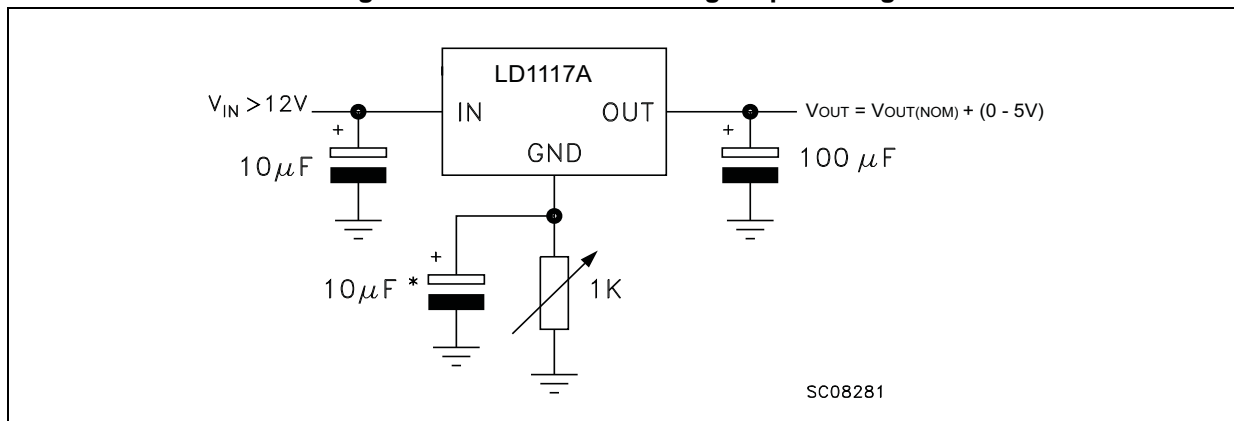 LD1117A
VIN >12V
IN
OUT
VOUT = VOUT(NOM) + (0 - 5V)
GND
+
10μF
+
100 μF
+
10μF *
1K
SC08281